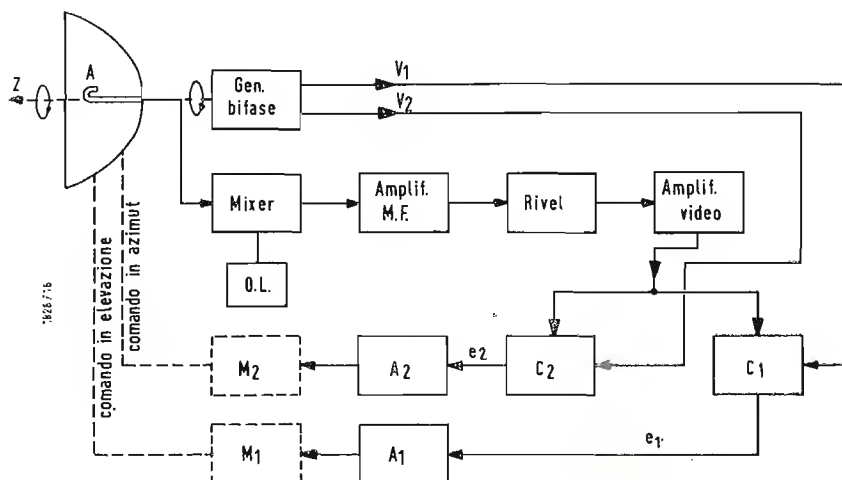 Z
A
Gen.
bifase
V1
V2
Mixer
Amplif.
M.F.
Rivel
Amplif.
video
O.L.
comando in elevazione
comando in azimut
M2
A2
e2
C2
C1
M1
A1
e1